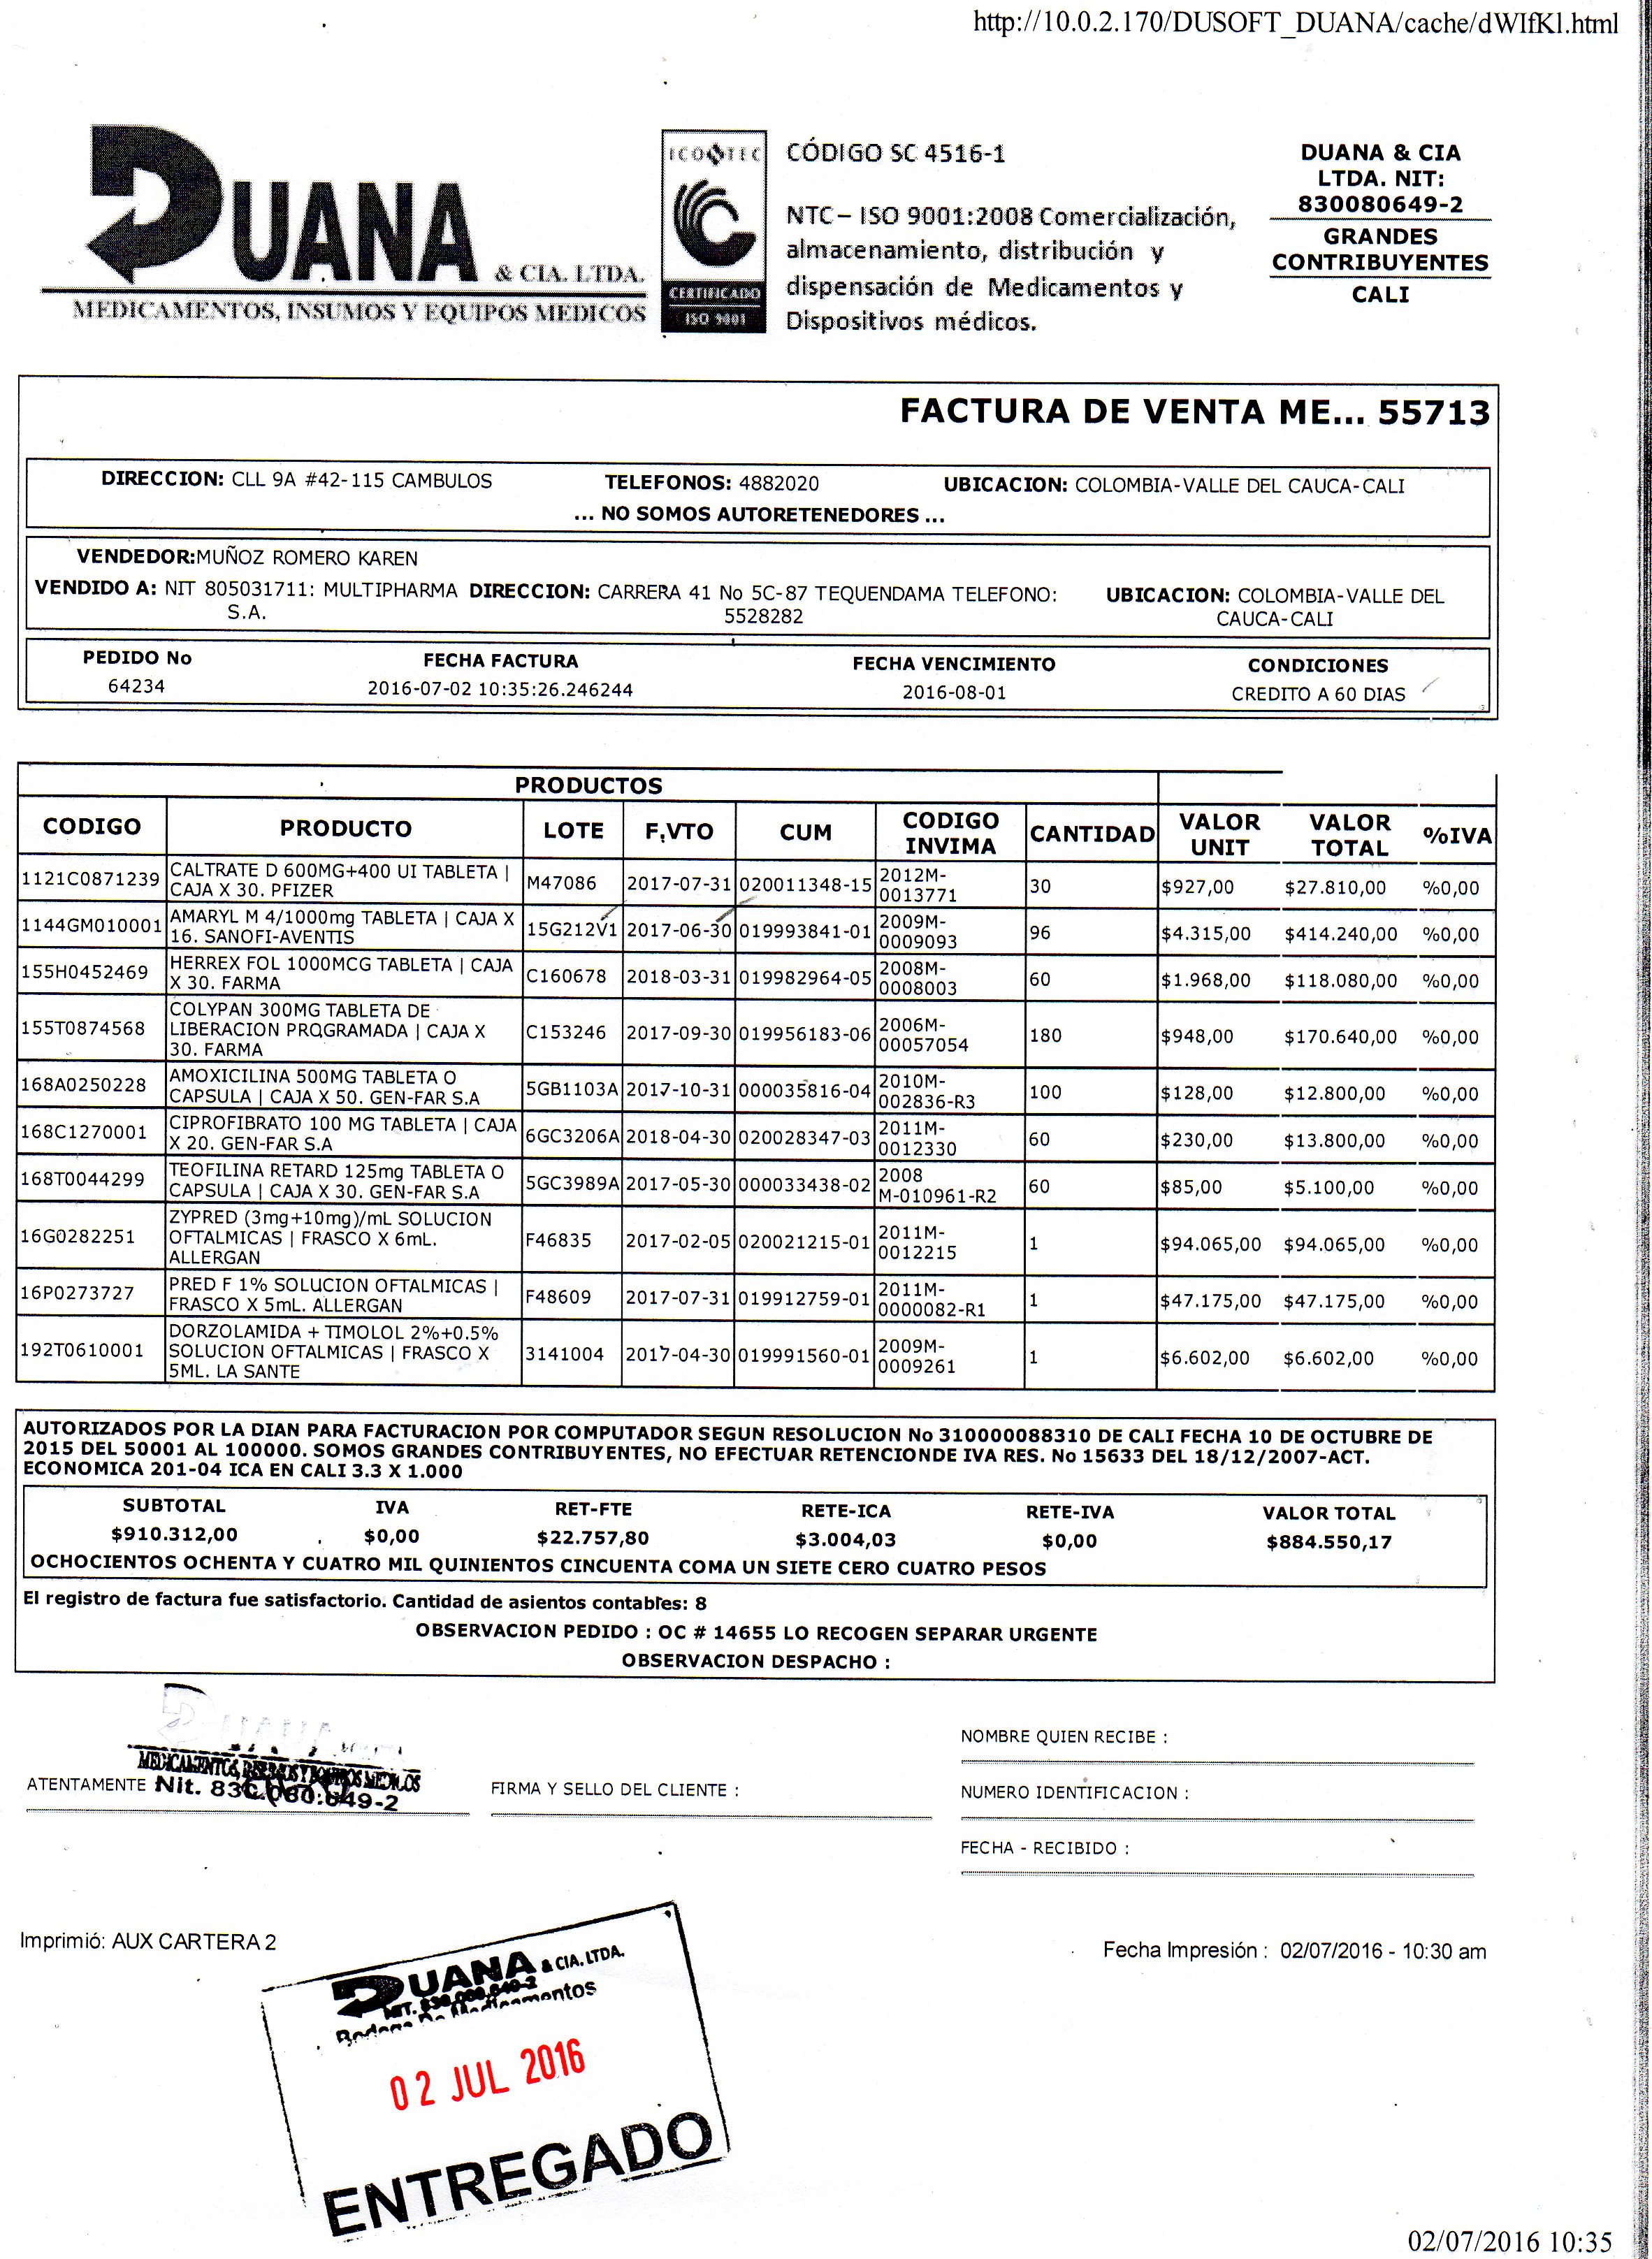 http://10.0.2.170/DUSOFT_DUANA/cache/dWIfKl.html
DUANA
& CIA. LTDA.
MEDICAMENTOS, INSUMOS Y EQUIPOS MEDICOS
ICONTEC
CERTIFICADO
ISO 9001
CÓDIGO SC 4516-1
NTC– ISO 9001:2008 Comercialización,
almacenamiento, distribución y
dispensación de Medicamentos y
Dispositivos médicos.
DUANA & CIA
LTDA. NIT:
830080649-2
GRANDES
CONTRIBUYENTES
CALI
FACTURA DE VENTA ME... 55713
DIRECCION: CLL 9A #42-115 CAMBULOS TELEFONOS: 4882020 UBICACION: COLOMBIA-VALLE DEL CAUCA-CALI
... NO SOMOS AUTORETENEDORES ...
VENDEDOR:MUÑOZ ROMERO KAREN
VENDIDO A: NIT 805031711: MULTIPHARMA DIRECCION: CARRERA 41 No 5C-87 TEQUENDAMA TELEFONO: UBICACION: COLOMBIA-VALLE DEL
S.A. 5528282 CAUCA-CALI
PEDIDO No FECHA FACTURA FECHA VENCIMIENTO CONDICIONES
64234 2016-07-02 10:35:26.246244 2016-08-01 CREDITO A 60 DIAS
PRODUCTOS
CODIGO PRODUCTO LOTE F.VTO CUM CODIGO INVIMA CANTIDAD VALOR UNIT VALOR TOTAL %IVA
1121C0871239 CALTRATE D 600MG+400 UI TABLETA | CAJA X 30. PFIZER M47086 2017-07-31 020011348-15 2012M-0013771 30 $927,00 $27.810,00 %0,00
1144GM010001 AMARYL M 4/1000mg TABLETA | CAJA X 16. SANOFI-AVENTIS 15G212V1 2017-06-30 019993841-01 2009M-0009093 96 $4.315,00 $414.240,00 %0,00
155H0452469 HERREX FOL 1000MCG TABLETA | CAJA X 30. FARMA C160678 2018-03-31 019982964-05 2008M-0008003 60 $1.968,00 $118.080,00 %0,00
155T0874568 COLYPAN 300MG TABLETA DE LIBERACION PROGRAMADA | CAJA X 30. FARMA C153246 2017-09-30 019956183-06 2006M-00057054 180 $948,00 $170.640,00 %0,00
168A0250228 AMOXICILINA 500MG TABLETA O CAPSULA | CAJA X 50. GEN-FAR S.A 5GB1103A 2017-10-31 000035816-04 2010M-002836-R3 100 $128,00 $12.800,00 %0,00
168C1270001 CIPROFIBRATO 100 MG TABLETA | CAJA X 20. GEN-FAR S.A 6GC3206A 2018-04-30 020028347-03 2011M-0012330 60 $230,00 $13.800,00 %0,00
168T0044299 TEOFILINA RETARD 125mg TABLETA O CAPSULA | CAJA X 30. GEN-FAR S.A 5GC3989A 2017-05-30 000033438-02 2008 M-010961-R2 60 $85,00 $5.100,00 %0,00
16G0282251 ZYPRED (3mg+10mg)/mL SOLUCION OFTALMICAS | FRASCO X 6mL. ALLERGAN F46835 2017-02-05 020021215-01 2011M-0012215 1 $94.065,00 $94.065,00 %0,00
16P0273727 PRED F 1% SOLUCION OFTALMICAS | FRASCO X 5mL. ALLERGAN F48609 2017-07-31 019912759-01 2011M-0000082-R1 1 $47.175,00 $47.175,00 %0,00
192T0610001 DORZOLAMIDA + TIMOLOL 2%+0.5% SOLUCION OFTALMICAS | FRASCO X 5ML. LA SANTE 3141004 2017-04-30 019991560-01 2009M-0009261 1 $6.602,00 $6.602,00 %0,00
AUTORIZADOS POR LA DIAN PARA FACTURACION POR COMPUTADOR SEGUN RESOLUCION No 310000088310 DE CALI FECHA 10 DE OCTUBRE DE
2015 DEL 50001 AL 100000. SOMOS GRANDES CONTRIBUYENTES, NO EFECTUAR RETENCIONDE IVA RES. No 15633 DEL 18/12/2007-ACT.
ECONOMICA 201-04 ICA EN CALI 3.3 X 1.000
SUBTOTAL IVA RET-FTE RETE-ICA RETE-IVA VALOR TOTAL
$910.312,00 $0,00 $22.757,80 $3.004,03 $0,00 $884.550,17
OCHOCIENTOS OCHENTA Y CUATRO MIL QUINIENTOS CINCUENTA COMA UN SIETE CERO CUATRO PESOS
El registro de factura fue satisfactorio. Cantidad de asientos contables: 8
OBSERVACION PEDIDO : OC # 14655 LO RECOGEN SEPARAR URGENTE
OBSERVACION DESPACHO :
NOMBRE QUIEN RECIBE :
ATENTAMENTE
FIRMA Y SELLO DEL CLIENTE :
NUMERO IDENTIFICACION :
FECHA - RECIBIDO :
Imprimió: AUX CARTERA 2
Fecha Impresión : 02/07/2016 - 10:30 am
DUANA & CIA. LTDA.
Bodega De Medicamentos
02 JUL 2016
ENTREGADO
02/07/2016 10:35